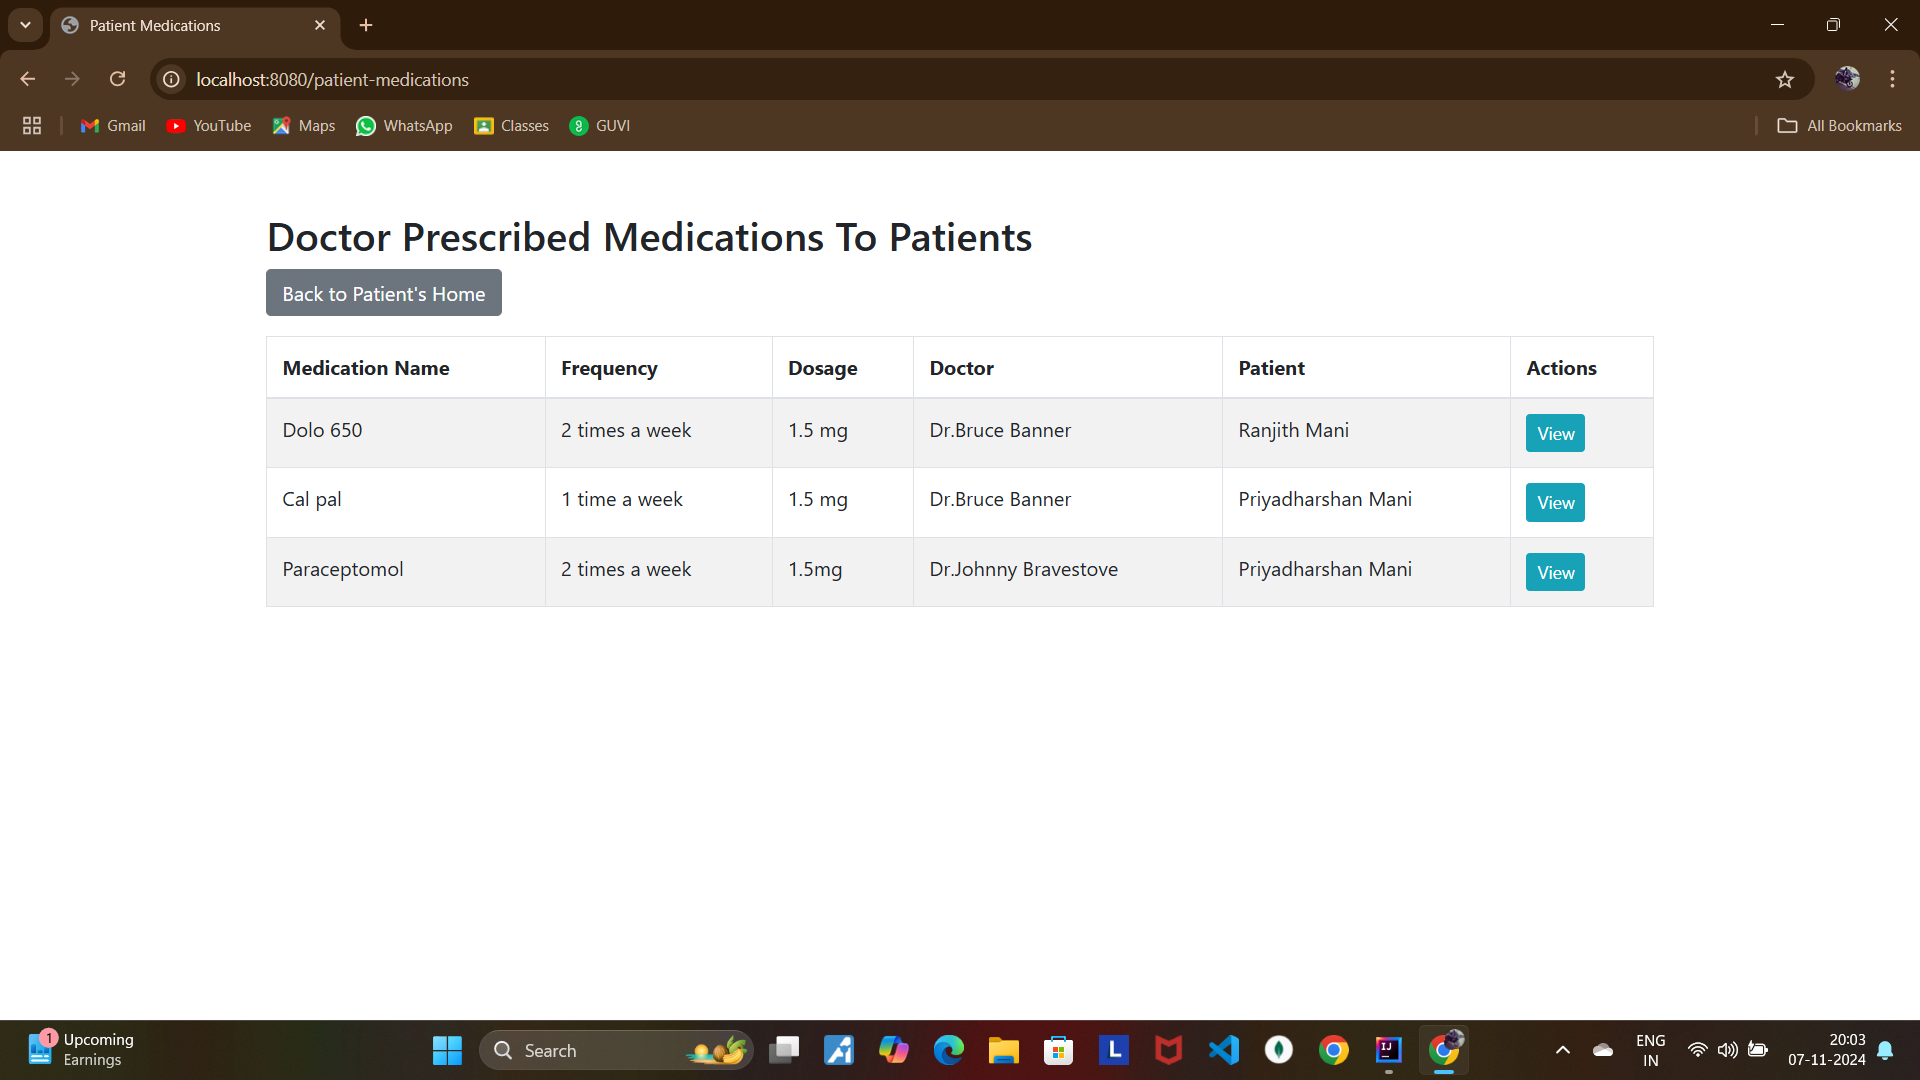 Patient Medications
localhost:8080/patient-medications
Gmail YouTube Maps WhatsApp Classes GUVI All Bookmarks
Doctor Prescribed Medications To Patients
Back to Patient's Home
Medication Name Frequency Dosage Doctor Patient Actions
Dolo 650 2 times a week 1.5 mg Dr.Bruce Banner Ranjith Mani View
Cal pal 1 time a week 1.5 mg Dr.Bruce Banner Priyadharshan Mani View
Paraceptomol 2 times a week 1.5mg Dr.Johnny Bravestove Priyadharshan Mani View
1 Upcoming
Earnings
Search
L
IJ
ENG
IN
20:03
07-11-2024